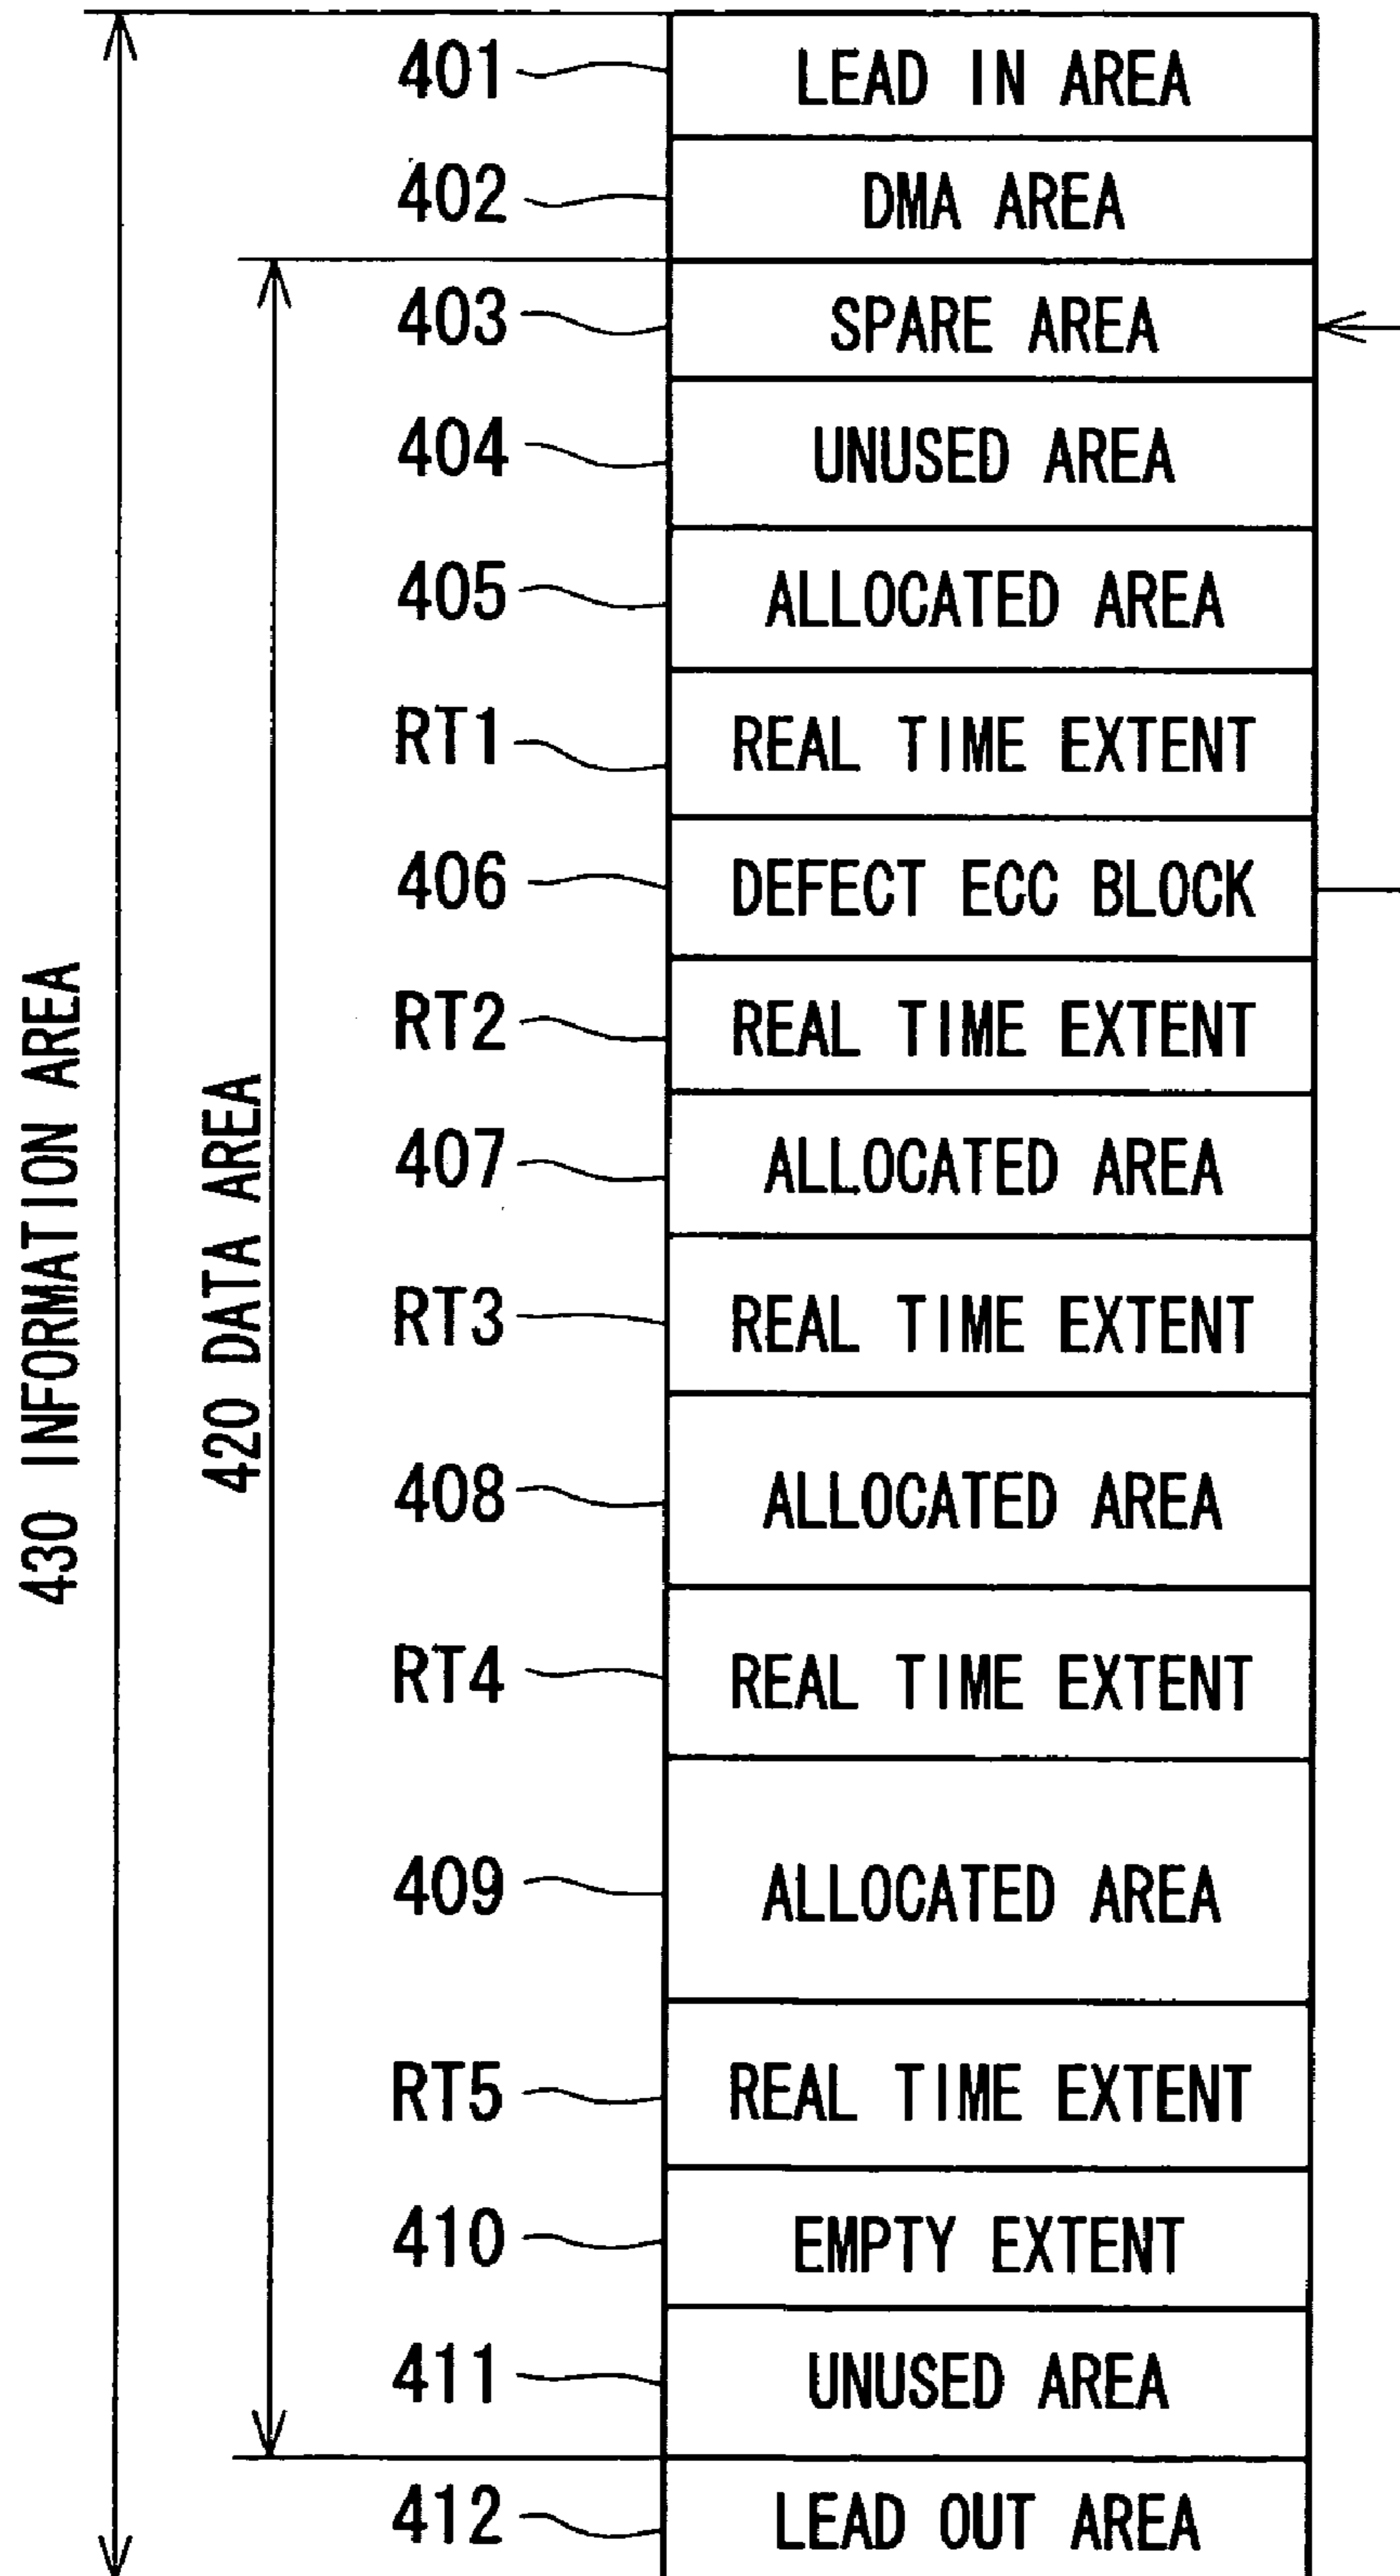 430 INFORMATION AREA
420 DATA AREA
401 LEAD IN AREA
402 DMA AREA
403 SPARE AREA
404 UNUSED AREA
405 ALLOCATED AREA
RT1 REAL TIME EXTENT
406 DEFECT ECC BLOCK
RT2 REAL TIME EXTENT
407 ALLOCATED AREA
RT3 REAL TIME EXTENT
408 ALLOCATED AREA
RT4 REAL TIME EXTENT
409 ALLOCATED AREA
RT5 REAL TIME EXTENT
410 EMPTY EXTENT
411 UNUSED AREA
412 LEAD OUT AREA